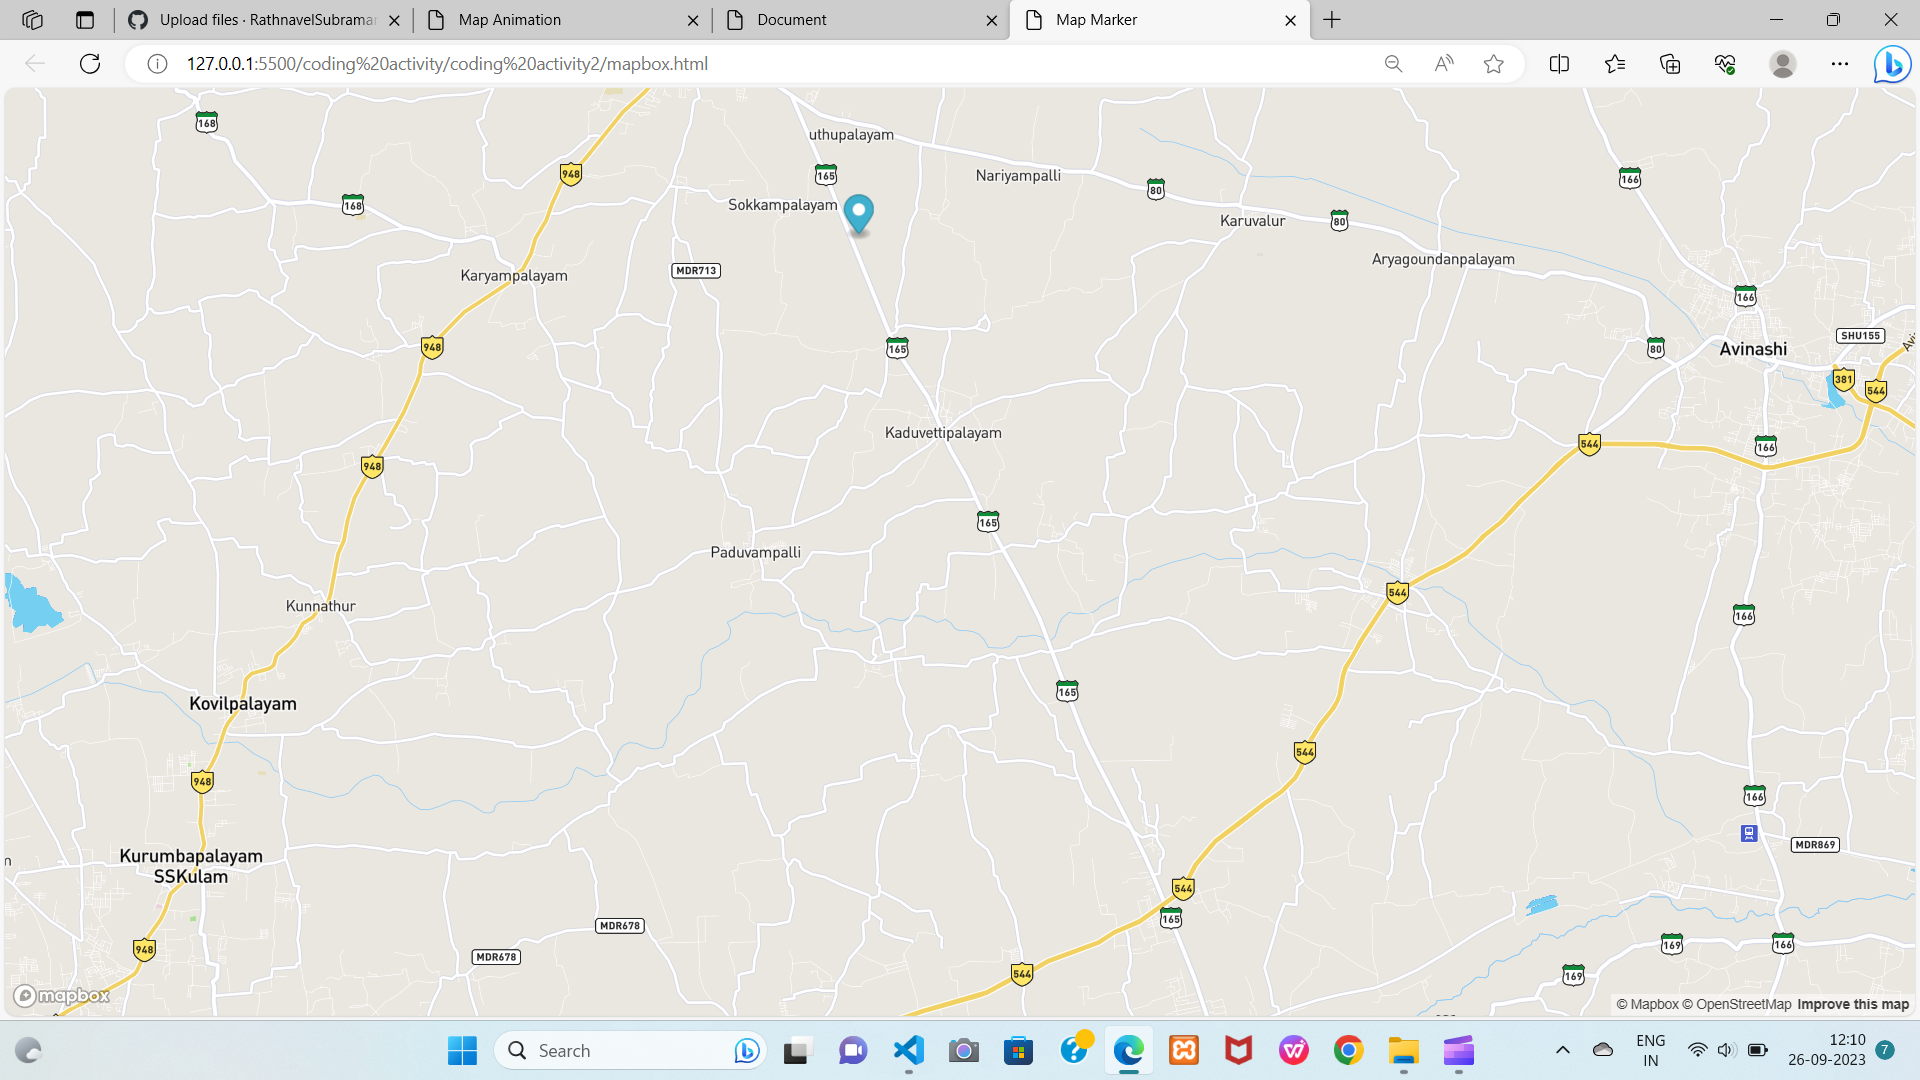 Upload files · RathnavelSubramar
Map Animation
Document
Map Marker
127.0.0.1:5500/coding%20activity/coding%20activity2/mapbox.html
168
uthupalayam
948
165
Nariyampalli
166
80
168
Sokkampalayam
Karuvalur
80
Aryagoundanpalayam
MDR713
Karyampalayam
166
SHU155
948
165
80
Avinashi
381
544
Kaduvettipalayam
544
166
948
165
Paduvampalli
544
Kunnathur
166
165
Kovilpalayam
544
948
166
MDR869
Kurumbapalayam
SSKulam
544
165
MDR678
948
MDR678
169
166
544
169
mapbox
© Mapbox © OpenStreetMap Improve this map
Search
ENG
IN
12:10
26-09-2023
7